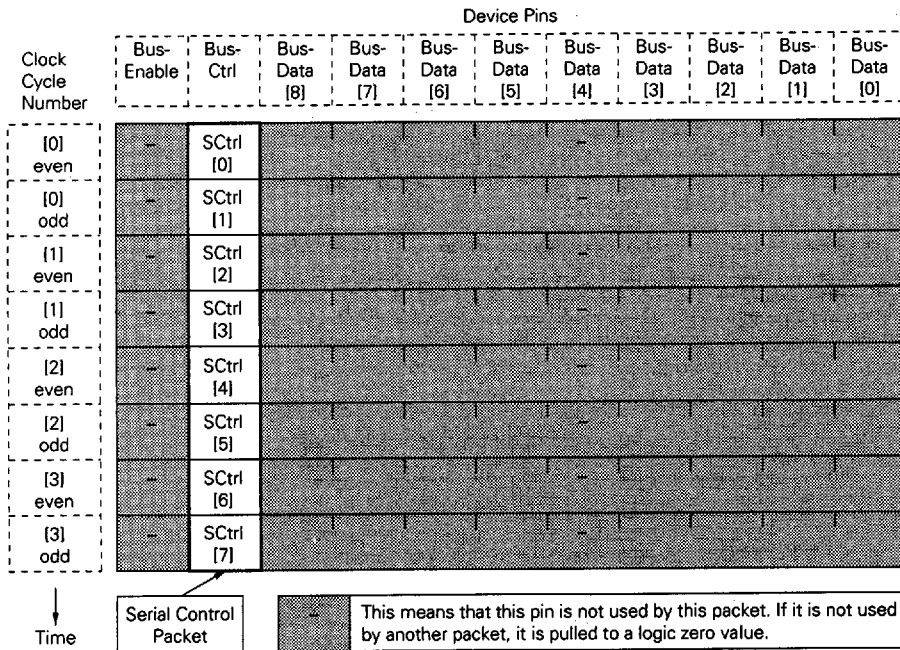 Device Pins
Clock Cycle Number
Bus-Enable Bus-Ctrl Bus-Data [8] Bus-Data [7] Bus-Data [6] Bus-Data [5] Bus-Data [4] Bus-Data [3] Bus-Data [2] Bus-Data [1] Bus-Data [0]
[0] even - SCtrl [0] -
[0] odd - SCtrl [1] -
[1] even - SCtrl [2] -
[1] odd - SCtrl [3] -
[2] even - SCtrl [4] -
[2] odd - SCtrl [5] -
[3] even - SCtrl [6] -
[3] odd - SCtrl [7] -
Time
Serial Control
Packet
-
This means that this pin is not used by this packet. If it is not used
by another packet, it is pulled to a logic zero value.